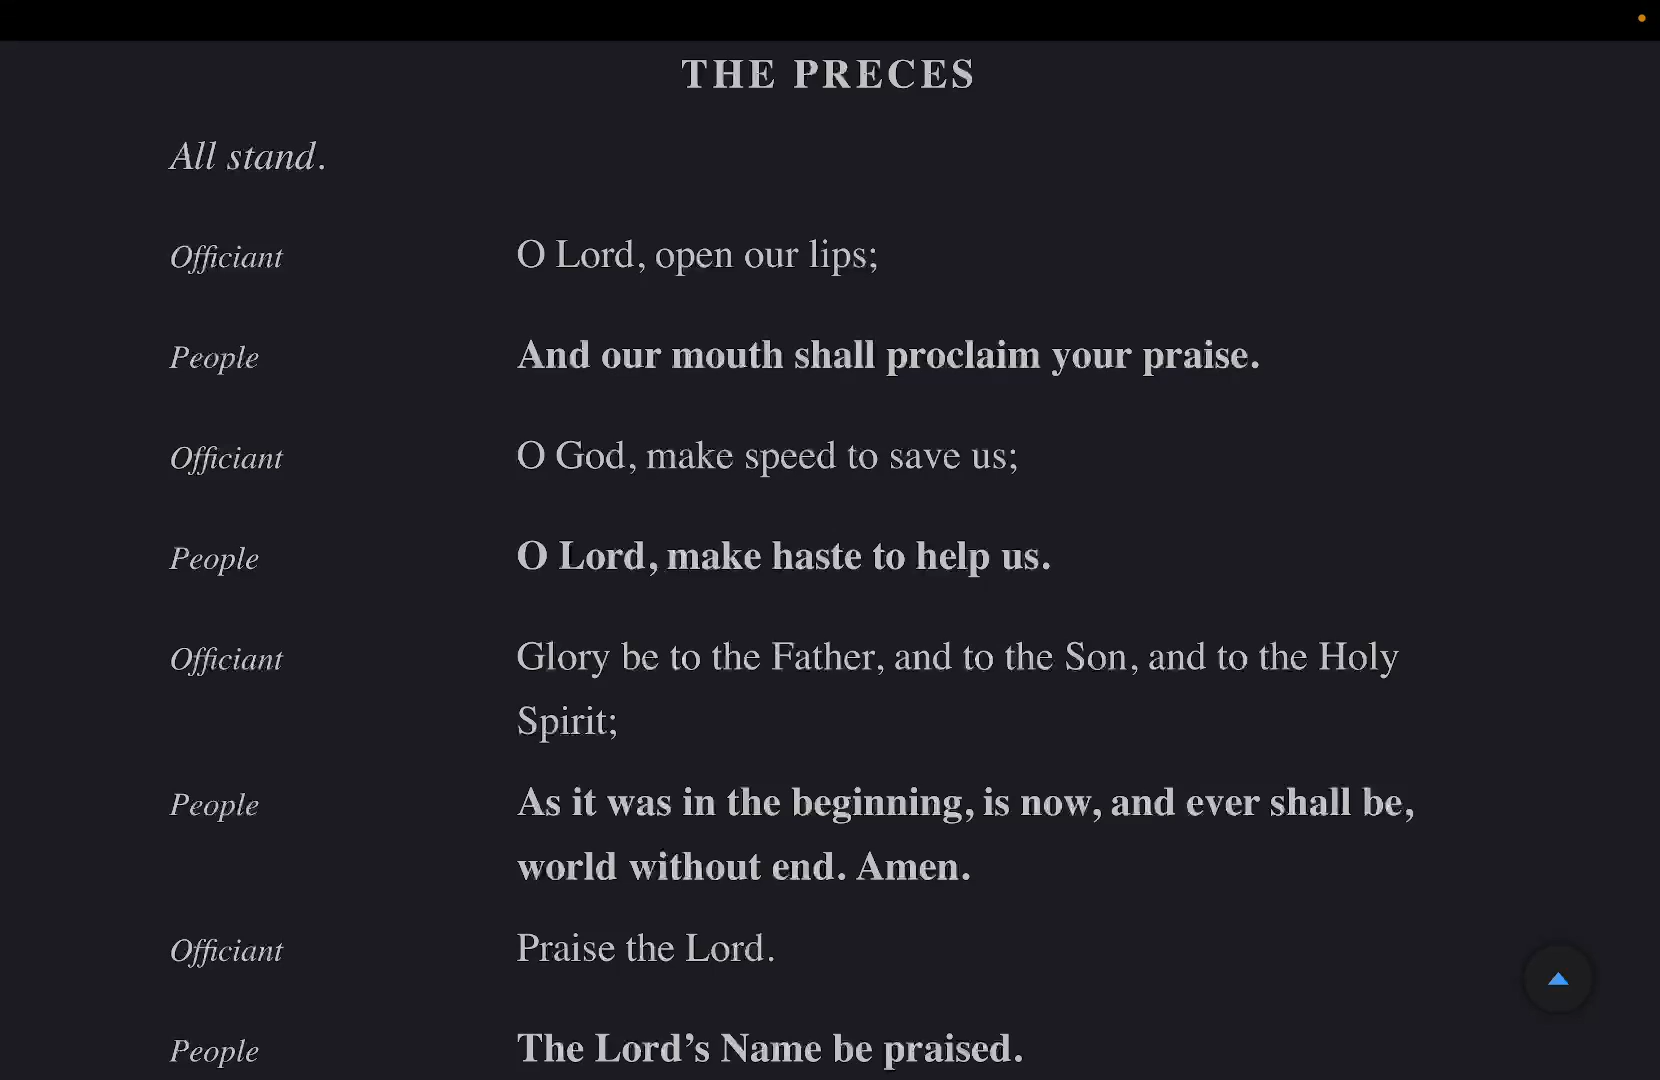 THE PRECES
All stand.
Officiant O Lord, open our lips;
People And our mouth shall proclaim your praise.
Officiant O God, make speed to save us;
People O Lord, make haste to help us.
Officiant Glory be to the Father, and to the Son, and to the Holy
Spirit;
People As it was in the beginning, is now, and ever shall be,
world without end. Amen.
Officiant Praise the Lord.
People The Lord’s Name be praised.